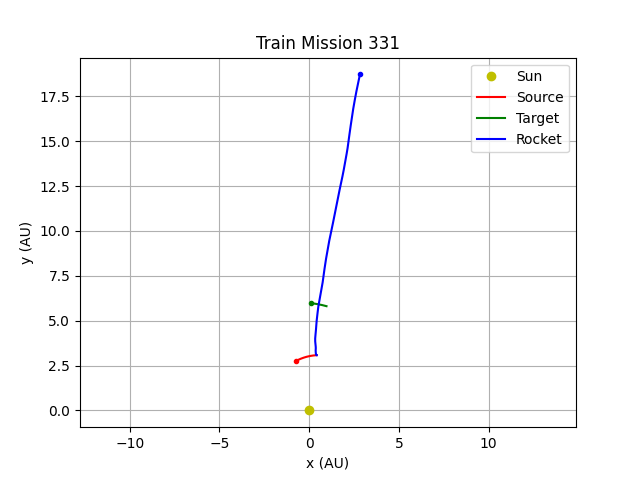 Train Mission 331
Sun
Source
Target
Rocket
17.5
15.0
12.5
10.0
7.5
5.0
2.5
0.0
y (AU)
−10
−5
0
5
10
x (AU)